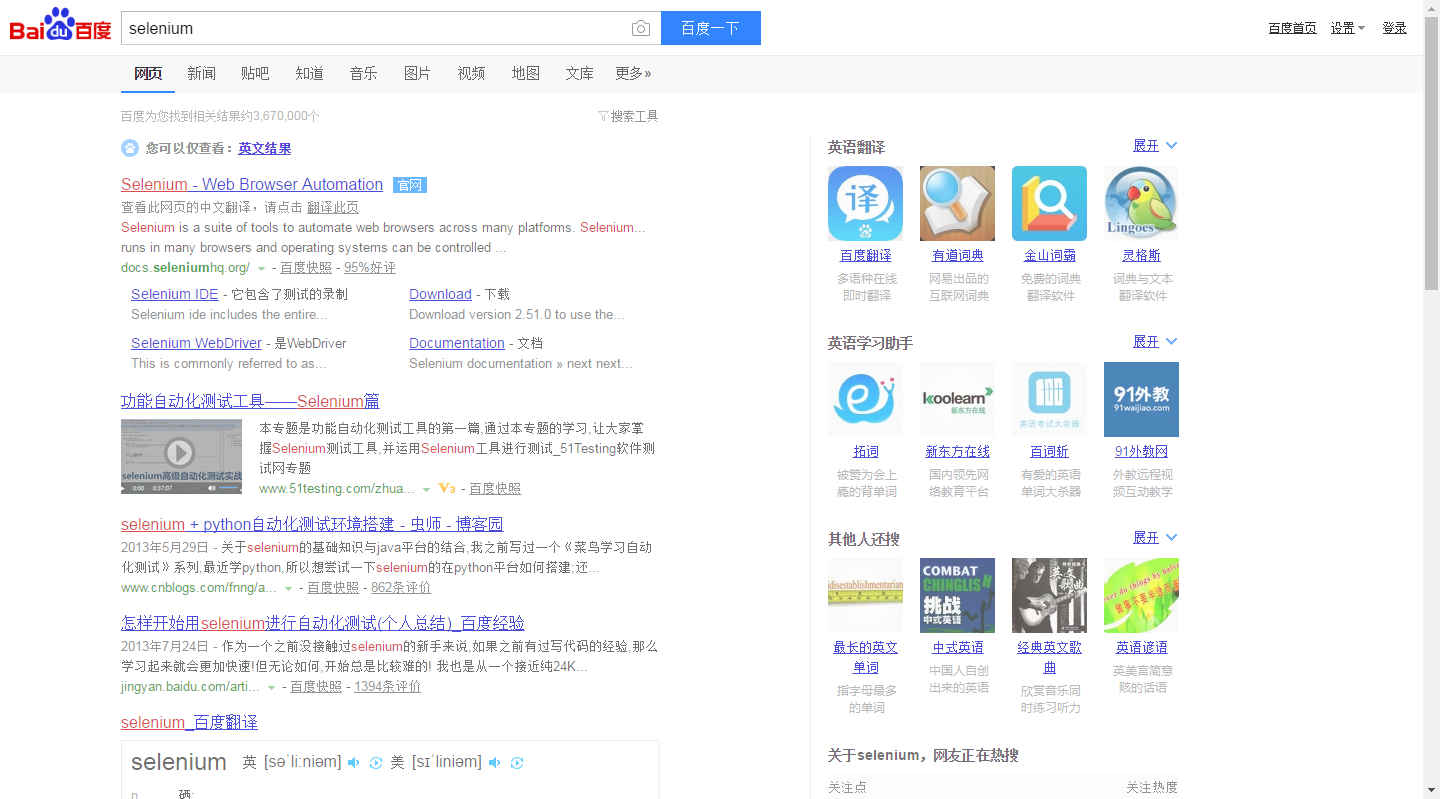 Bai du 百度
selenium
百度一下
百度首页 设置 登录
网页 新闻 贴吧 知道 音乐 图片 视频 地图 文库 更多»
百度为您找到相关结果约3,670,000个
搜索工具
您可以仅查看：英文结果
Selenium - Web Browser Automation 官网
查看此网页的中文翻译，请点击 翻译此页
Selenium is a suite of tools to automate web browsers across many platforms. Selenium...
runs in many browsers and operating systems can be controlled ...
docs.seleniumhq.org/ - 百度快照 - 95%好评
Selenium IDE - 它包含了测试的录制
Selenium ide includes the entire...
Download - 下载
Download version 2.51.0 to use the...
Selenium WebDriver - 是WebDriver
This is commonly referred to as...
Documentation - 文档
Selenium documentation » next next...
功能自动化测试工具——Selenium篇
selenium高级自动化测试实战
0:00 0:37:07
本专题是功能自动化测试工具的第一篇,通过本专题的学习,让大家掌
握Selenium测试工具,并运用Selenium工具进行测试_51Testing软件测
试网专题
www.51testing.com/zhua... V3 - 百度快照
selenium + python自动化测试环境搭建 - 虫师 - 博客园
2013年5月29日 - 关于selenium的基础知识与java平台的结合,我之前写过一个《菜鸟学习自动
化测试》系列,最近学python,所以想尝试一下selenium的在python平台如何搭建;还...
www.cnblogs.com/fnng/a... - 百度快照 - 862条评价
怎样开始用selenium进行自动化测试(个人总结)_百度经验
2013年7月24日 - 作为一个之前没接触过selenium的新手来说,如果之前有过写代码的经验,那么
学习起来就会更加快速!但无论如何,开始总是比较难的! 我也是从一个接近纯24K...
jingyan.baidu.com/arti... - 百度快照 - 1394条评价
selenium_百度翻译
selenium 英 [səˈli:niəm] 美 [sɪˈliniəm]
n. 硒;
英语翻译 展开
译
Lingoes
百度翻译 有道词典 金山词霸 灵格斯
多语种在线 网易出品的 免费的词典 词典与文本
即时翻译 互联网词典 翻译软件 翻译软件
英语学习助手 展开
koolearn
新东方在线
英语考试大杀器
91外教
91waijiao.com
拓词 新东方在线 百词斩 91外教网
被赞为会上 国内领先网 有爱的英语 外教远程视
瘾的背单词 络教育平台 单词大杀器 频互动教学
其他人还搜 展开
idisestablishmentarian
COMBAT
CHINGLISH
挑战
中式英语
英文
歌曲
ver do things by halve
做事不要半途而废
最长的英文 中式英语 经典英文歌 英语谚语
单词 曲
指字母最多 中国人自创 欣赏音乐同 英美言简意
的单词 出来的英语 时练习听力 赅的话语
关于selenium，网友正在热搜
关注点 关注热度